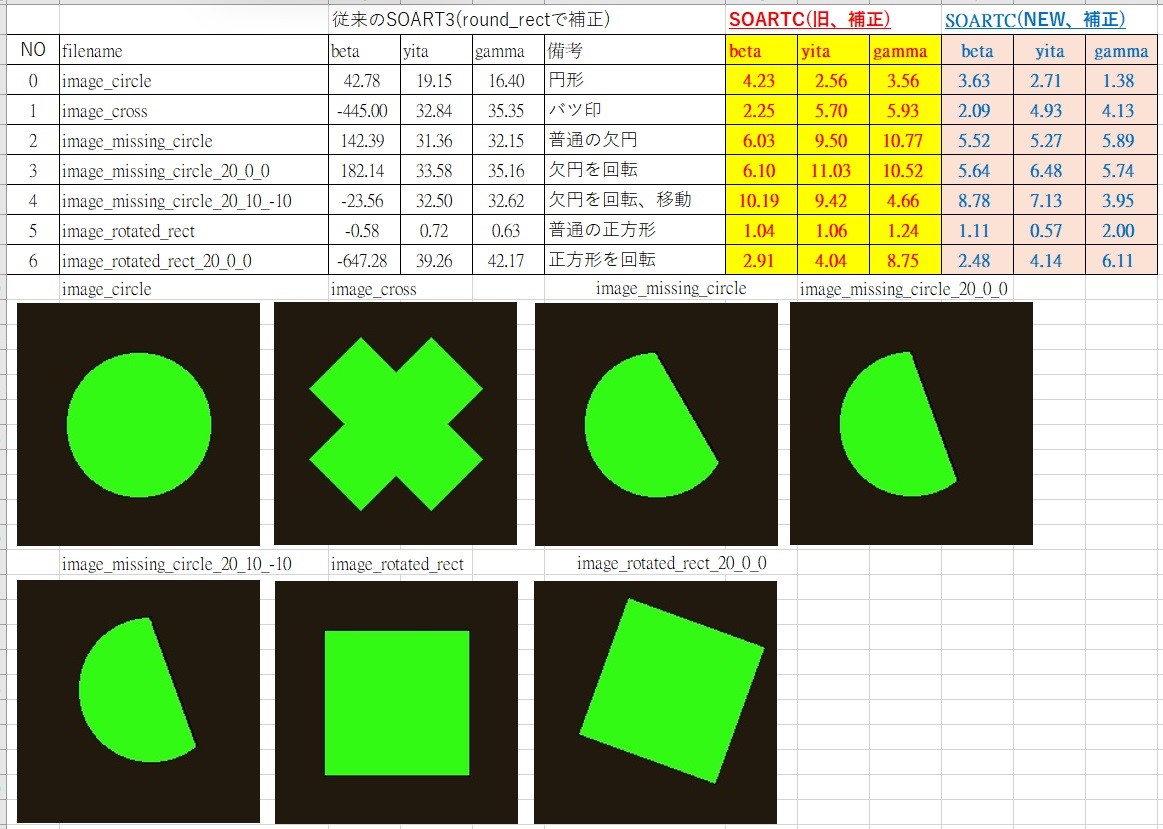 従来のSOART3(round_rectで補正) SOARTC(旧、補正) SOARTC(NEW、補正)
NO filename beta yita gamma 備考 beta yita gamma beta yita gamma
0 image_circle 42.78 19.15 16.40 円形 4.23 2.56 3.56 3.63 2.71 1.38
1 image_cross -445.00 32.84 35.35 バツ印 2.25 5.70 5.93 2.09 4.93 4.13
2 image_missing_circle 142.39 31.36 32.15 普通の欠円 6.03 9.50 10.77 5.52 5.27 5.89
3 image_missing_circle_20_0_0 182.14 33.58 35.16 欠円を回転 6.10 11.03 10.52 5.64 6.48 5.74
4 image_missing_circle_20_10_-10 -23.56 32.50 32.62 欠円を回転、移動 10.19 9.42 4.66 8.78 7.13 3.95
5 image_rotated_rect -0.58 0.72 0.63 普通の正方形 1.04 1.06 1.24 1.11 0.57 2.00
6 image_rotated_rect_20_0_0 -647.28 39.26 42.17 正方形を回転 2.91 4.04 8.75 2.48 4.14 6.11
image_circle image_cross image_missing_circle image_missing_circle_20_0_0
image_missing_circle_20_10_-10 image_rotated_rect image_rotated_rect_20_0_0